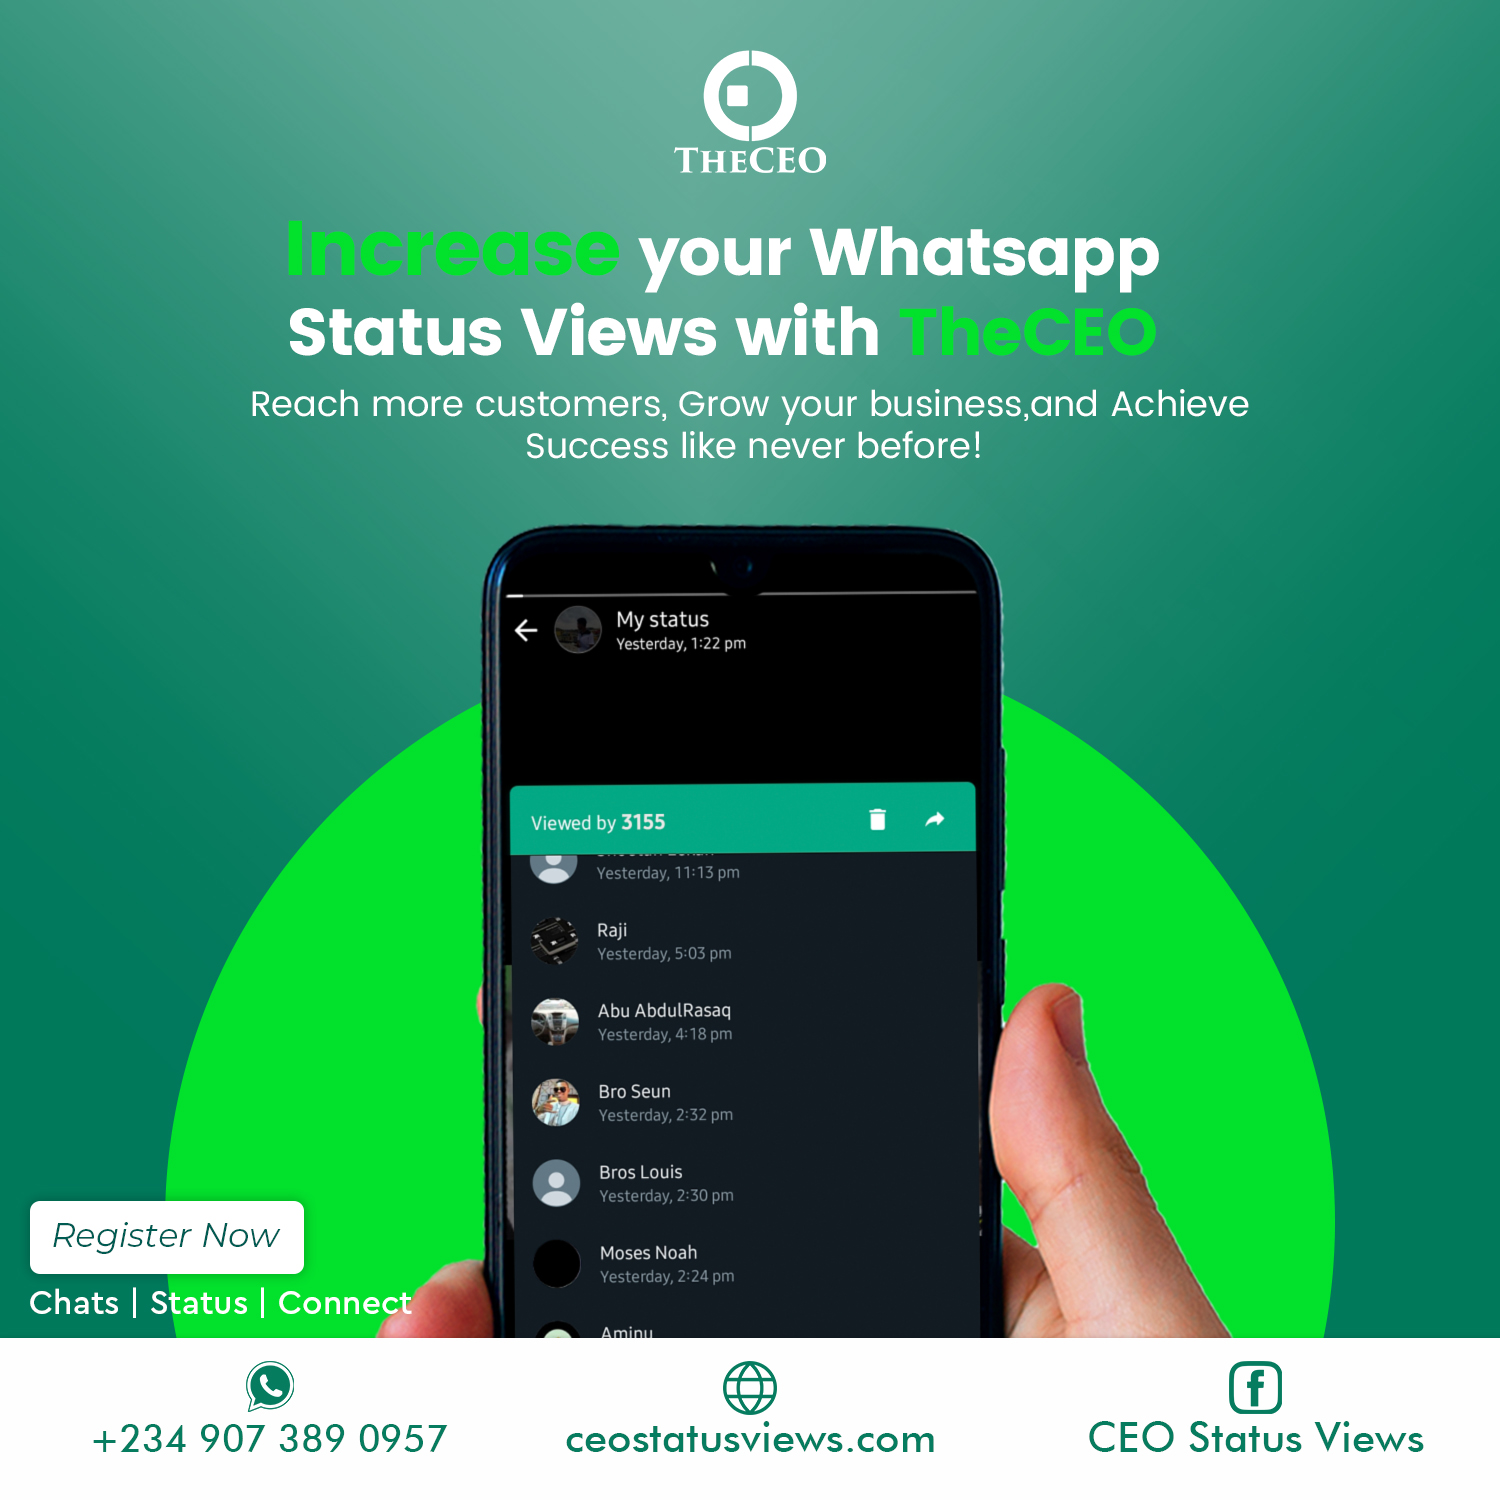 TheCEO
Increase your Whatsapp
Status Views with TheCEO
Reach more customers, Grow your business,and Achieve
Success like never before!
My status
Yesterday, 1:22 pm
Viewed by 3155
Yesterday, 11:13 pm
Raji
Yesterday, 5:03 pm
Abu AbdulRasaq
Yesterday, 4:18 pm
Bro Seun
Yesterday, 2:32 pm
Bros Louis
Yesterday, 2:30 pm
Moses Noah
Yesterday, 2:24 pm
Aminu
Register Now
Chats | Status | Connect
+234 907 389 0957
ceostatusviews.com
CEO Status Views